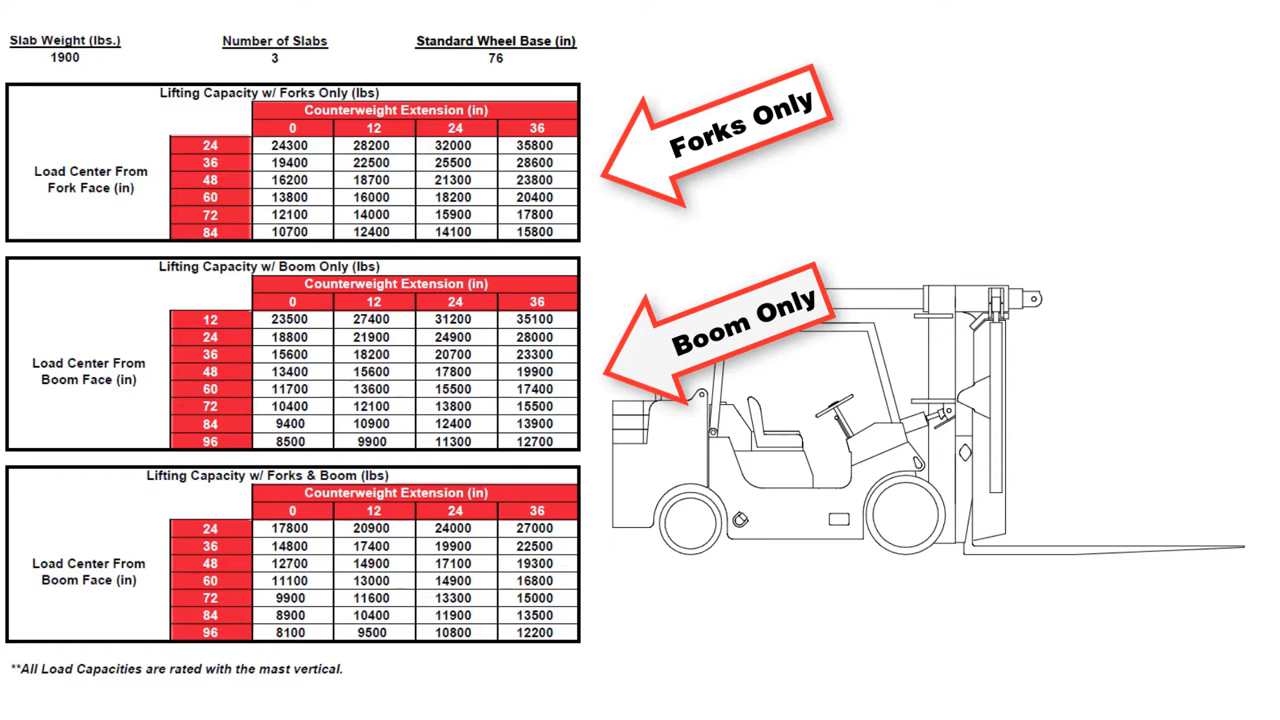 Slab Weight (lbs.) Number of Slabs Standard Wheel Base (in)
1900 3 76
Lifting Capacity w/ Forks Only (lbs)
Counterweight Extension (in)
0 12 24 36
Load Center From
Fork Face (in)
24 24300 28200 32000 35800
36 19400 22500 25500 28600
48 16200 18700 21300 23800
60 13800 16000 18200 20400
72 12100 14000 15900 17800
84 10700 12400 14100 15800
Forks Only
Lifting Capacity w/ Boom Only (lbs)
Counterweight Extension (in)
0 12 24 36
Load Center From
Boom Face (in)
12 23500 27400 31200 35100
24 18800 21900 24900 28000
36 15600 18200 20700 23300
48 13400 15600 17800 19900
60 11700 13600 15500 17400
72 10400 12100 13800 15500
84 9400 10900 12400 13900
96 8500 9900 11300 12700
Boom Only
Lifting Capacity w/ Forks & Boom (lbs)
Counterweight Extension (in)
0 12 24 36
Load Center From
Boom Face (in)
24 17800 20900 24000 27000
36 14800 17400 19900 22500
48 12700 14900 17100 19300
60 11100 13000 14900 16800
72 9900 11600 13300 15000
84 8900 10400 11900 13500
96 8100 9500 10800 12200
**All Load Capacities are rated with the mast vertical.